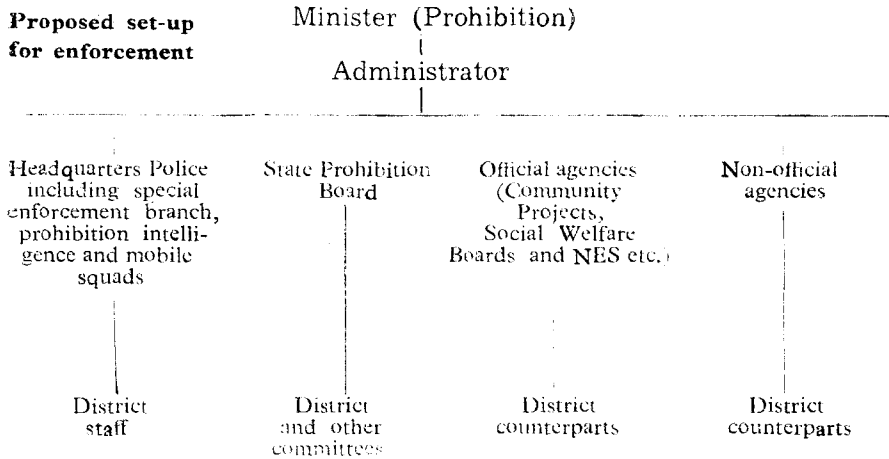 Proposed set-up
for enforcement
Minister (Prohibition)
Administrator
Headquarters Police
including special
enforcement branch,
prohibition intelli-
gence and mobile
squads
State Prohibition
Board
Official agencies
(Community
Projects,
Social Welfare
Boards and NES etc.)
Non-official
agencies
District
staff
District
and other
committees
District
counterparts
District
counterparts